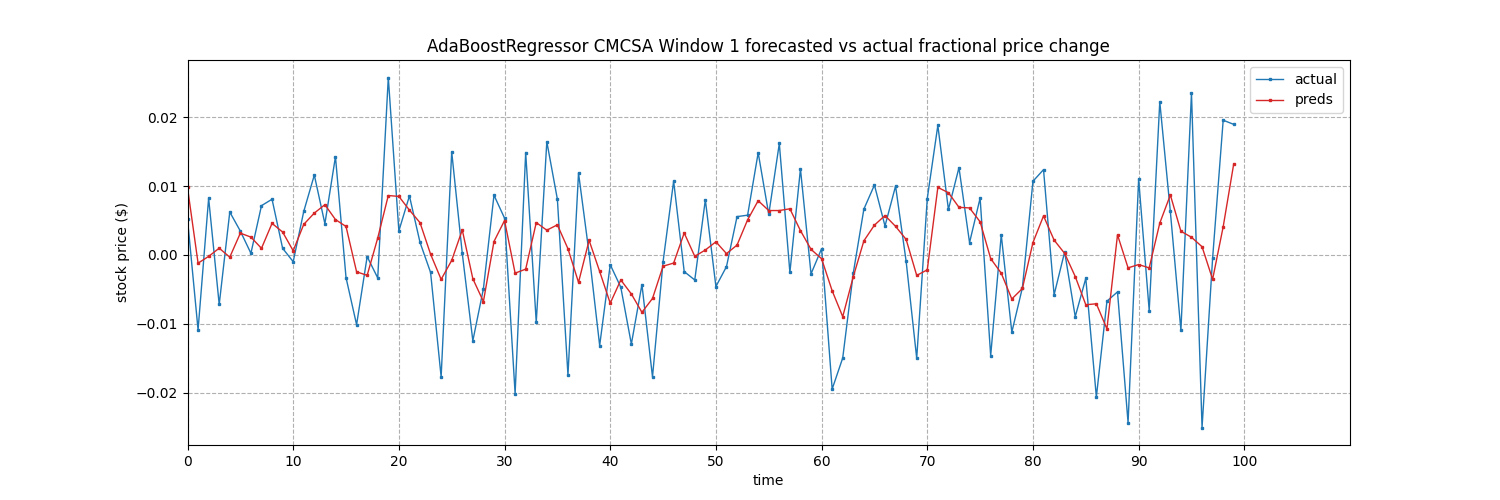 AdaBoostRegressor CMCSA Window 1 forecasted vs actual fractional price change
actual
preds
stock price ($)
0.02
0.01
0.00
−0.01
−0.02
0 10 20 30 40 50 60 70 80 90 100
time